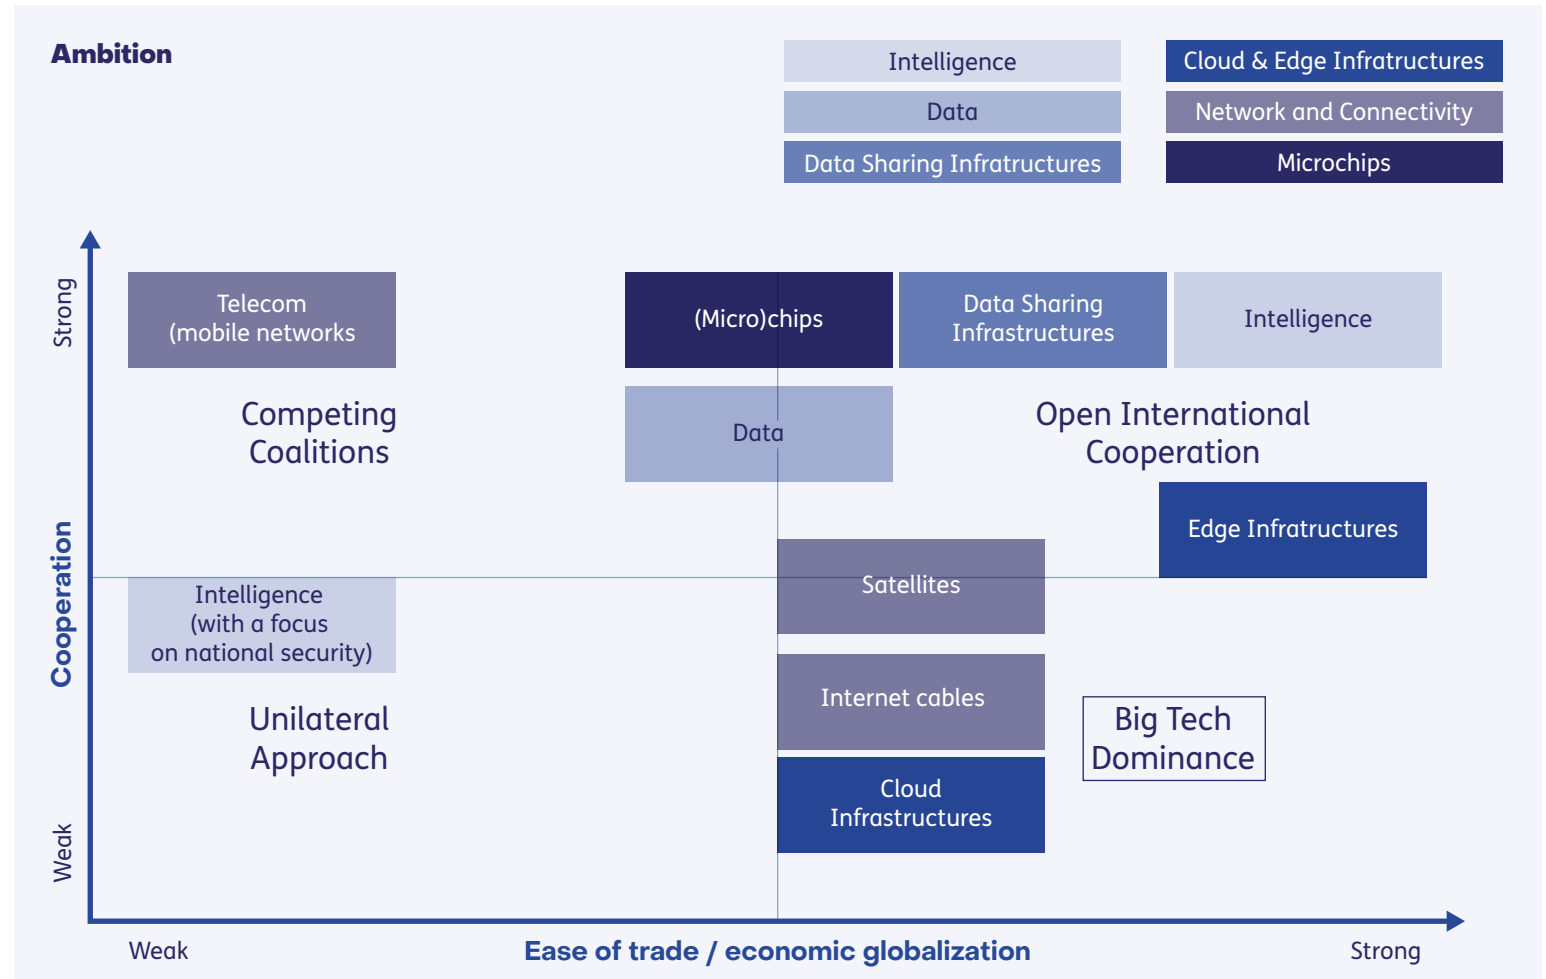 Ambition
Intelligence
Cloud & Edge Infratructures
Data
Network and Connectivity
Data Sharing Infratructures
Microchips
Strong
Telecom
(mobile networks
(Micro)chips
Data Sharing
Infrastructures
Intelligence
Competing
Coalitions
Data
Open International
Cooperation
Edge Infratructures
Cooperation
Satellites
Intelligence
(with a focus
on national security)
Internet cables
Unilateral
Approach
Big Tech
Dominance
Cloud
Infrastructures
Weak
Weak
Ease of trade / economic globalization
Strong